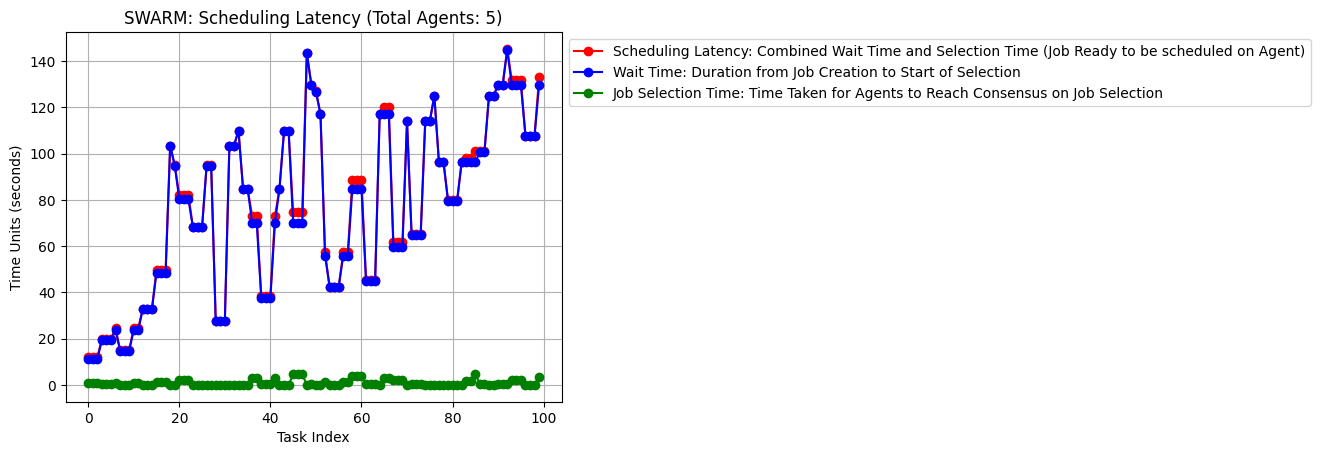 SWARM: Scheduling Latency (Total Agents: 5)
Scheduling Latency: Combined Wait Time and Selection Time (Job Ready to be scheduled on Agent)
Wait Time: Duration from Job Creation to Start of Selection
Job Selection Time: Time Taken for Agents to Reach Consensus on Job Selection
Time Units (seconds)
140
120
100
80
60
40
20
0
0 20 40 60 80 100
Task Index